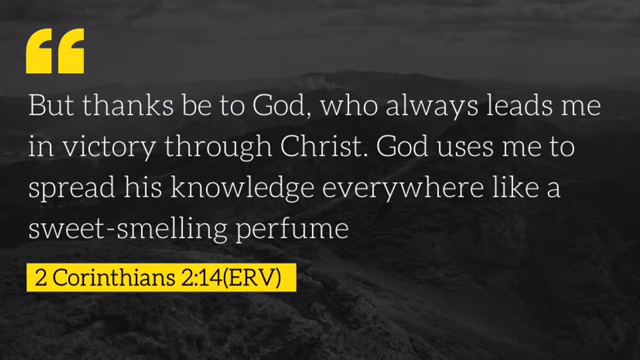 But thanks be to God, who always leads me
in victory through Christ. God uses me to
spread his knowledge everywhere like a
sweet-smelling perfume
2 Corinthians 2:14(ERV)